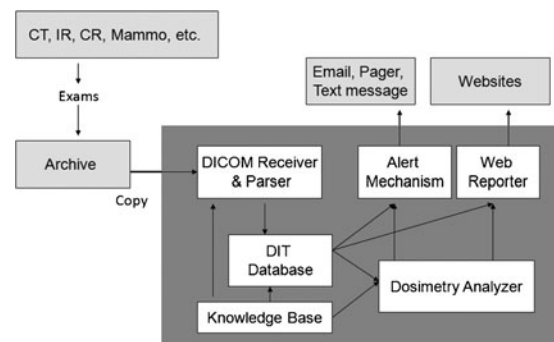 CT, IR, CR, Mammo, etc.
Exams
Archive
Copy
Email, Pager,
Text message
Websites
DICOM Receiver
& Parser
Alert
Mechanism
Web
Reporter
DIT
Database
Dosimetry Analyzer
Knowledge Base